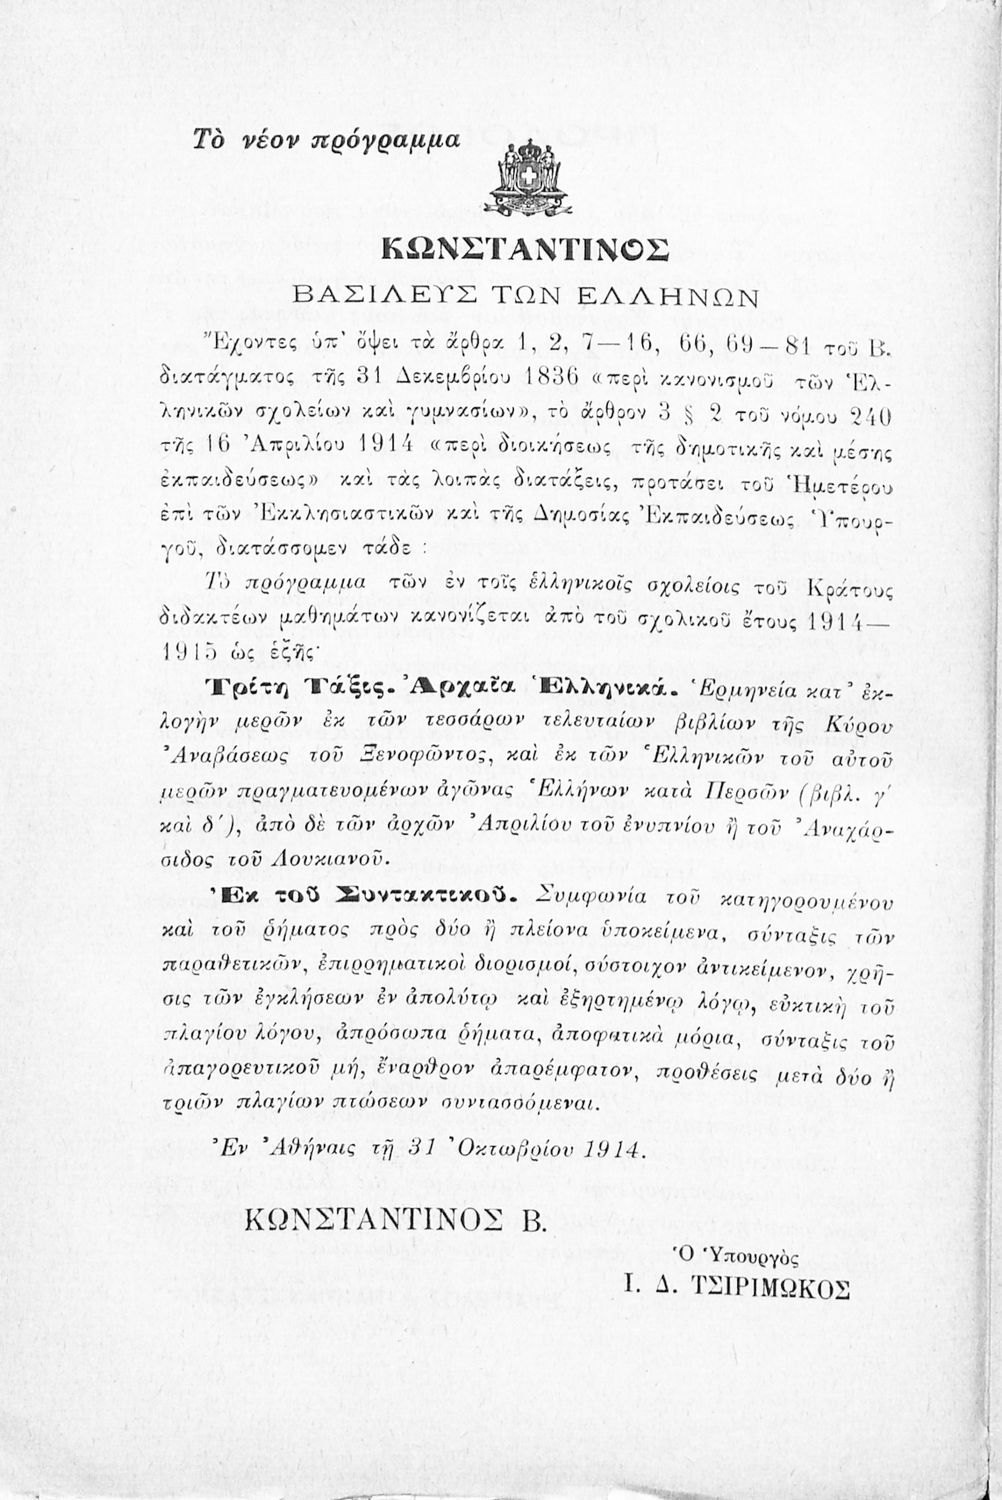 Τὸ νέον πρόγραμμα
ΚΩΝΣΤΑΝΤΙΝΟΣ
ΒΑΣΙΛΕΥΣ ΤΩΝ ΕΛΛΗΝΩΝ
Ἔχοντες ὑπ' ὄψει τὰ ἄρθρα 1, 2, 7—16, 66, 69—81 τοῦ Β.
διατάγματος τῆς 31 Δεκεμβρίου 1836 «περὶ κανονισμοῦ τῶν Ἑλ-
ληνικῶν σχολείων καὶ γυμνασίων», τὸ ἄρθρον 3 § 2 τοῦ νόμου 240
τῆς 16 Ἀπριλίου 1914 «περὶ διοικήσεως τῆς δημοτικῆς καὶ μέσης
ἐκπαιδεύσεως» καὶ τὰς λοιπὰς διατάξεις, προτάσει τοῦ Ἡμετέρου
ἐπὶ τῶν Ἐκκλησιαστικῶν καὶ τῆς Δημοσίας Ἐκπαιδεύσεως Ὑπουρ-
γοῦ, διατάσσομεν τάδε :
Τὸ πρόγραμμα τῶν ἐν τοῖς ἑλληνικοῖς σχολείοις τοῦ Κράτους
διδακτέων μαθημάτων κανονίζεται ἀπὸ τοῦ σχολικοῦ ἔτους 1914—
1915 ὡς ἑξῆς·
Τρίτη Τάξις. Ἀρχαῖα Ἑλληνικά. Ἑρμηνεία κατ' ἐκ-
λογὴν μερῶν ἐκ τῶν τεσσάρων τελευταίων βιβλίων τῆς Κύρου
Ἀναβάσεως τοῦ Ξενοφῶντος, καὶ ἐκ τῶν Ἑλληνικῶν τοῦ αὐτοῦ
μερῶν πραγματευομένων ἀγῶνας Ἑλλήνων κατὰ Περσῶν (βιβλ. γ'
καὶ δ'), ἀπὸ δὲ τῶν ἀρχῶν Ἀπριλίου τοῦ ἐνυπνίου ἢ τοῦ Ἀναχάρ-
σιδος τοῦ Λουκιανοῦ.
Ἐκ τοῦ Συντακτικοῦ. Συμφωνία τοῦ κατηγορουμένου
καὶ τοῦ ῥήματος πρὸς δύο ἢ πλείονα ὑποκείμενα, σύνταξις τῶν
παραθετικῶν, ἐπιρρηματικοὶ διορισμοί, σύστοιχον ἀντικείμενον, χρῆ-
σις τῶν ἐγκλήσεων ἐν ἀπολύτῳ καὶ ἐξηρτημένῳ λόγῳ, εὐκτικὴ τοῦ
πλαγίου λόγου, ἀπρόσωπα ῥήματα, ἀποφατικὰ μόρια, σύνταξις τοῦ
ἀπαγορευτικοῦ μή, ἔναρθρον ἀπαρέμφατον, προθέσεις μετὰ δύο ἢ
τριῶν πλαγίων πτώσεων συντασσόμεναι.
Ἐν Ἀθήναις τῇ 31 Ὀκτωβρίου 1914.
ΚΩΝΣΤΑΝΤΙΝΟΣ Β.
Ὁ Ὑπουργὸς
Ι. Δ. ΤΣΙΡΙΜΩΚΟΣ